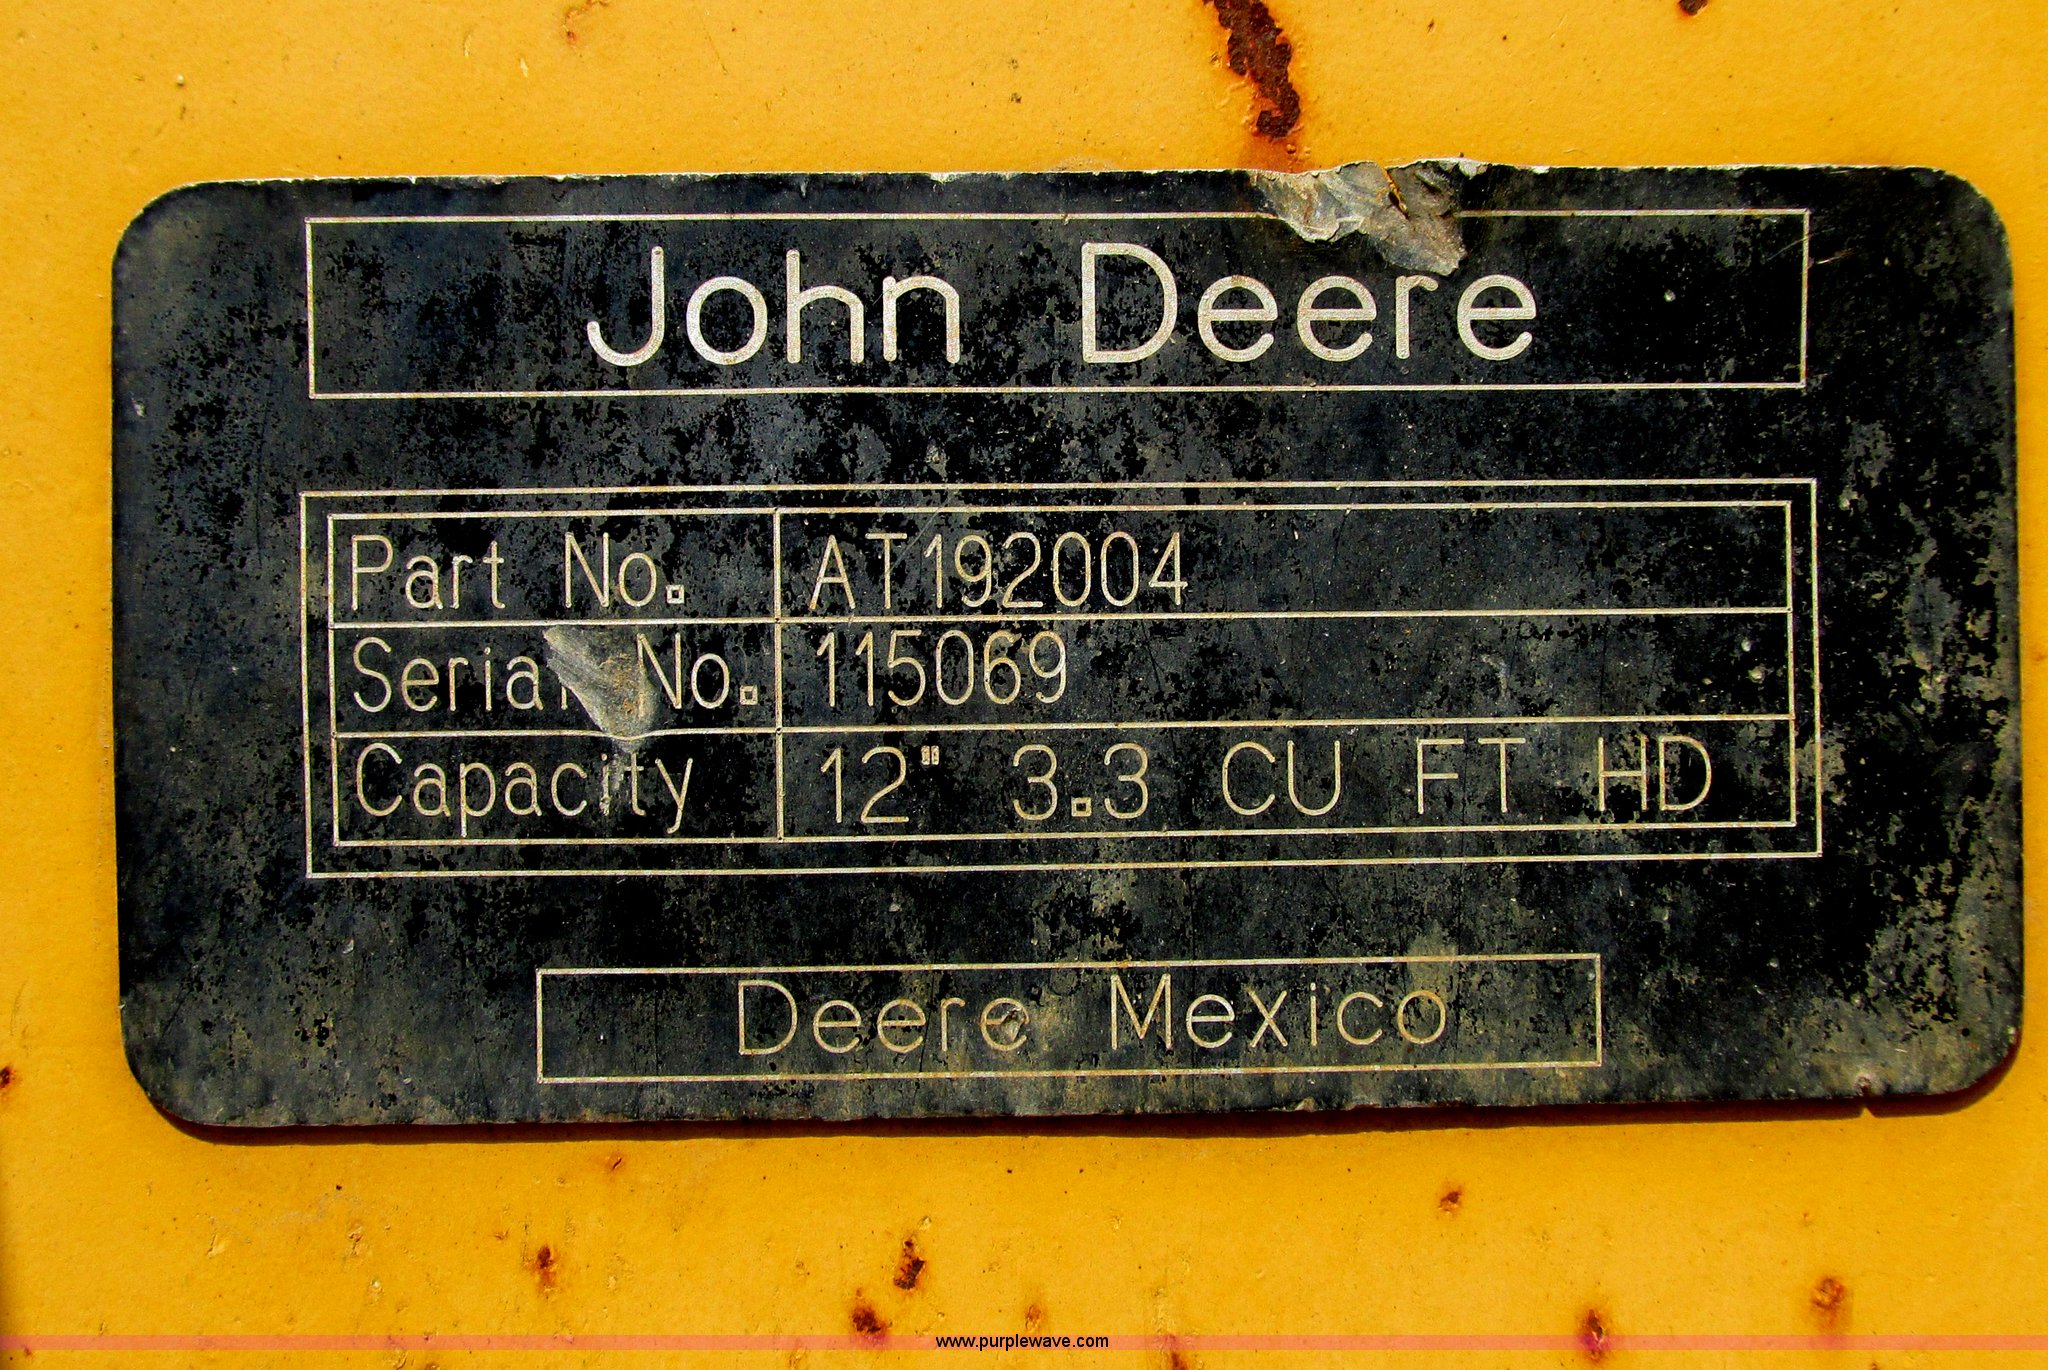 John Deere
Part No. AT192004
Serial No. 115069
Capacity 12" 3.3 CU FT HD
Deere Mexico
www.purplewave.com